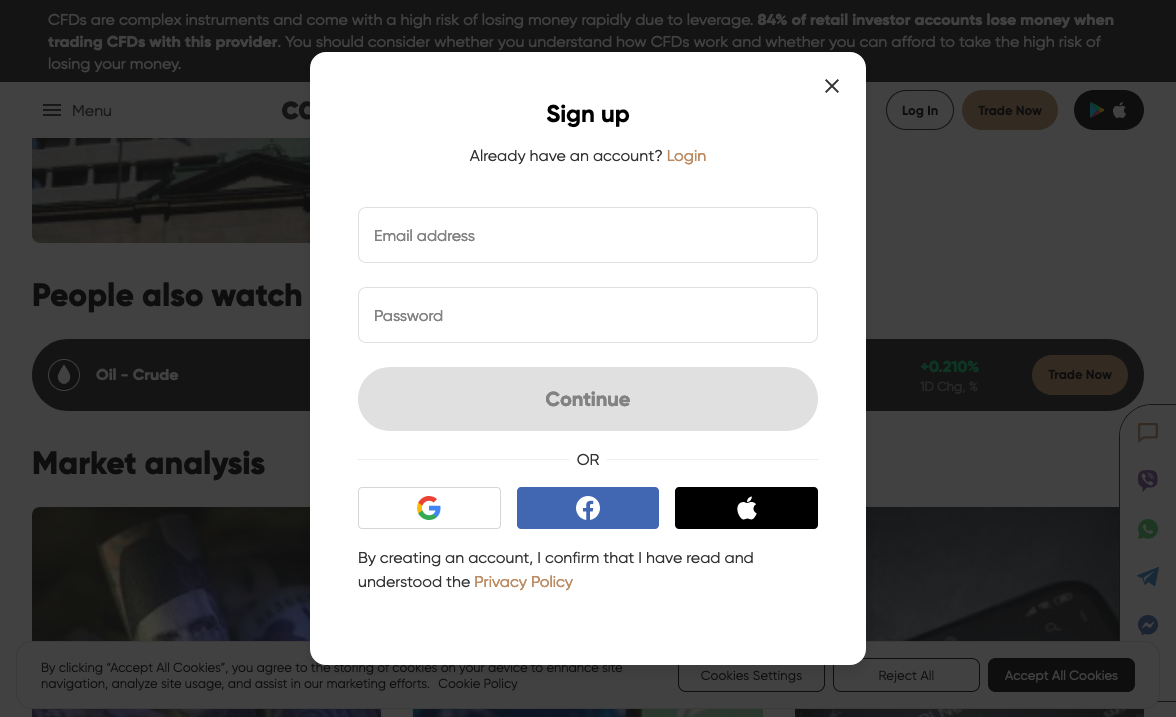 CFDs are complex instruments and come with a high risk of losing money rapidly due to leverage. 84% of retail investor accounts lose money when
trading CFDs with this provider. You should consider whether you understand how CFDs work and whether you can afford to take the high risk of
losing your money.
Menu
Log In
Trade Now
Sign up
Already have an account? Login
Email address
Password
Continue
OR
By creating an account, I confirm that I have read and
understood the Privacy Policy
People also watch
Oil - Crude
+0.210%
1D Chg, %
Trade Now
Market analysis
By clicking “Accept All Cookies”, you agree to the storing of cookies on your device to enhance site
navigation, analyze site usage, and assist in our marketing efforts. Cookie Policy
Cookies Settings
Reject All
Accept All Cookies